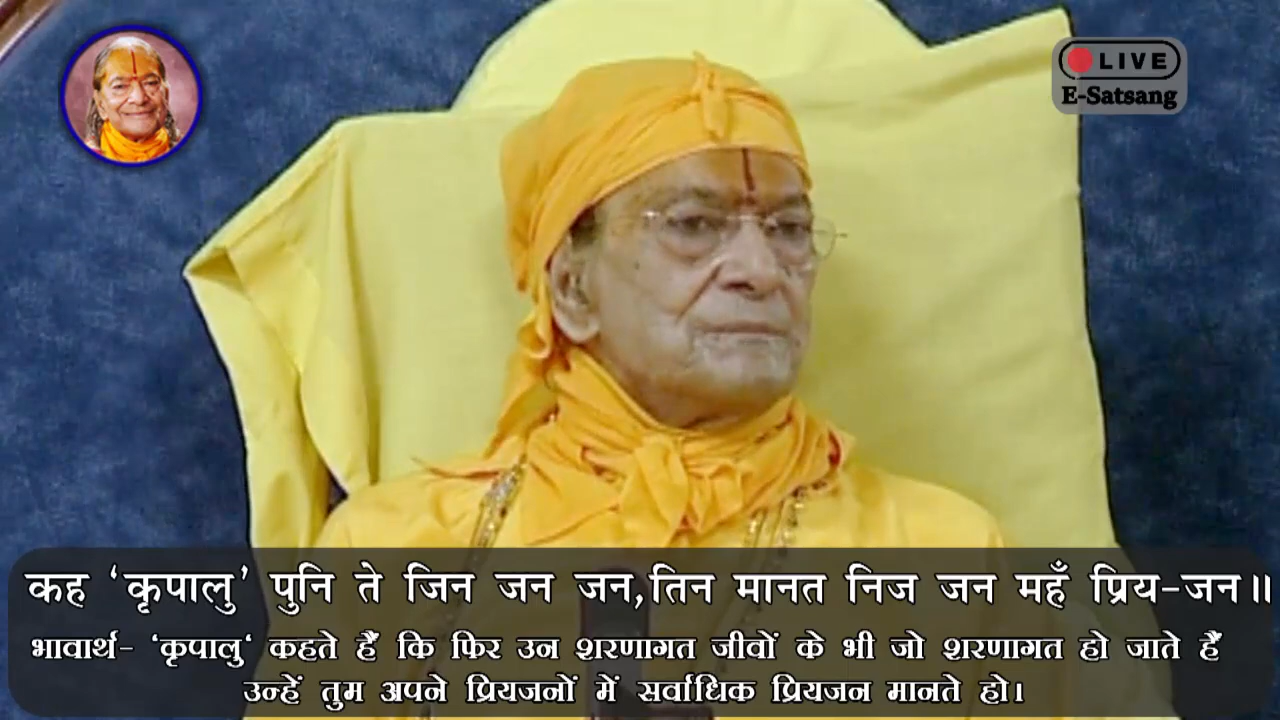 LIVE
E-Satsang
कह ‘कृपालु’ पुनि ते जिन जन जन,तिन मानत निज जन महँ प्रिय-जन॥
भावार्थ- ‘कृपालु‘ कहते हैं कि फिर उन शरणागत जीवों के भी जो शरणागत हो जाते हैं
उन्हें तुम अपने प्रियजनों में सर्वाधिक प्रियजन मानते हो।